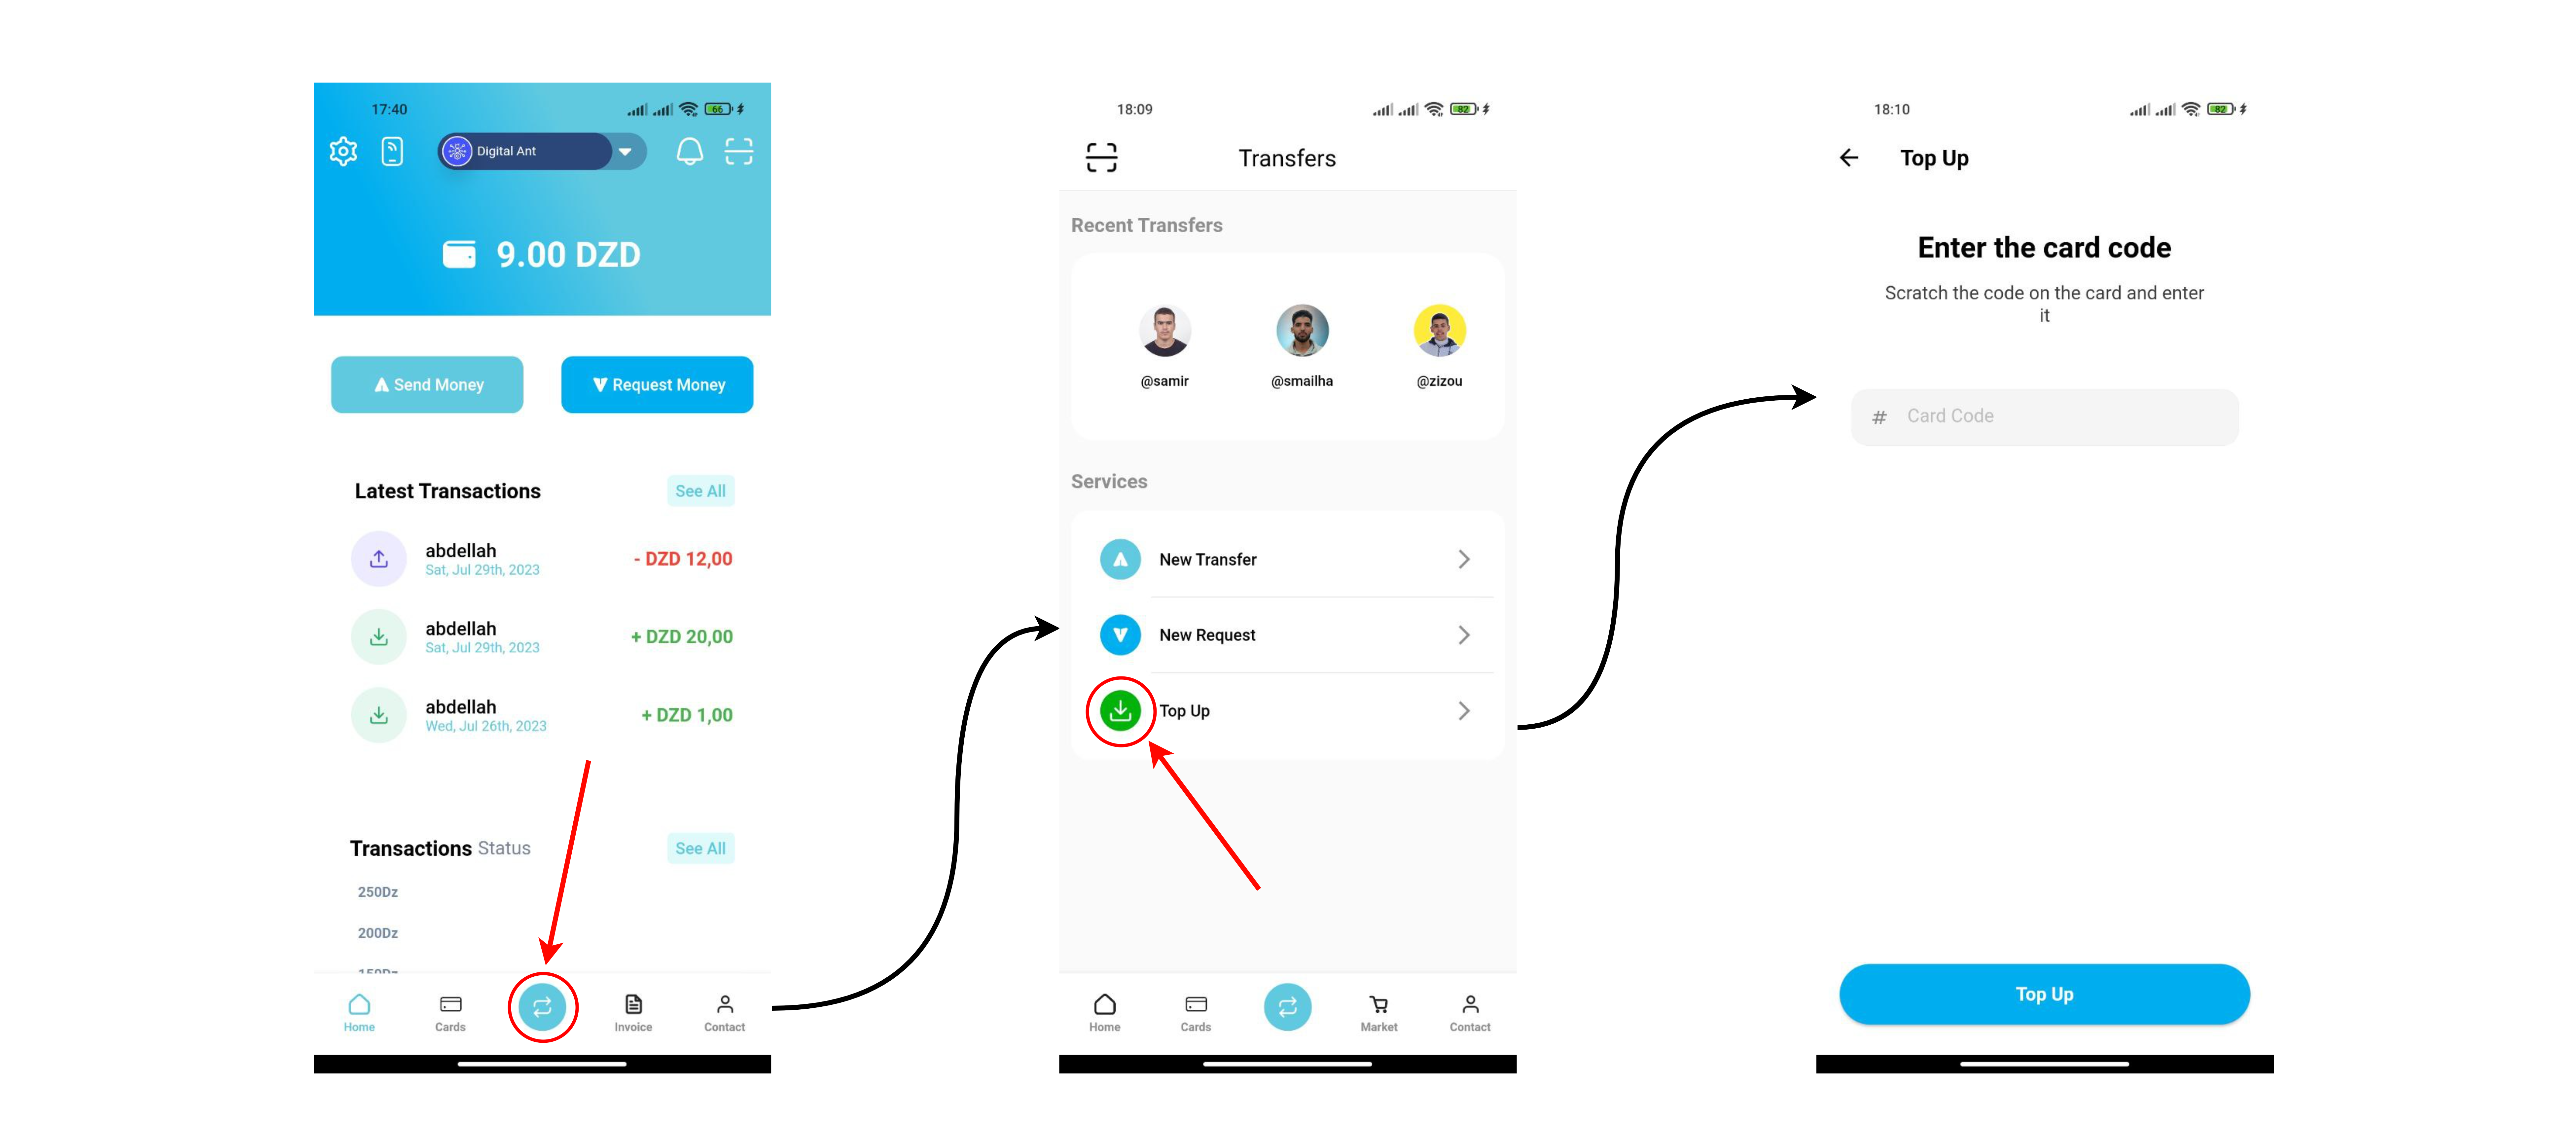 17:40
66
Digital Ant
9.00 DZD
Send Money
Request Money
Latest Transactions
See All
abdellah
- DZD 12,00
Sat, Jul 29th, 2023
abdellah
+ DZD 20,00
Sat, Jul 29th, 2023
abdellah
+ DZD 1,00
Wed, Jul 26th, 2023
Transactions Status
See All
250Dz
200Dz
150Dz
Home
Cards
Invoice
Contact
18:09
82
Transfers
Recent Transfers
@samir
@smailha
@zizou
Services
New Transfer
New Request
Top Up
Home
Cards
Market
Contact
18:10
82
Top Up
Enter the card code
Scratch the code on the card and enter
it
# Card Code
Top Up